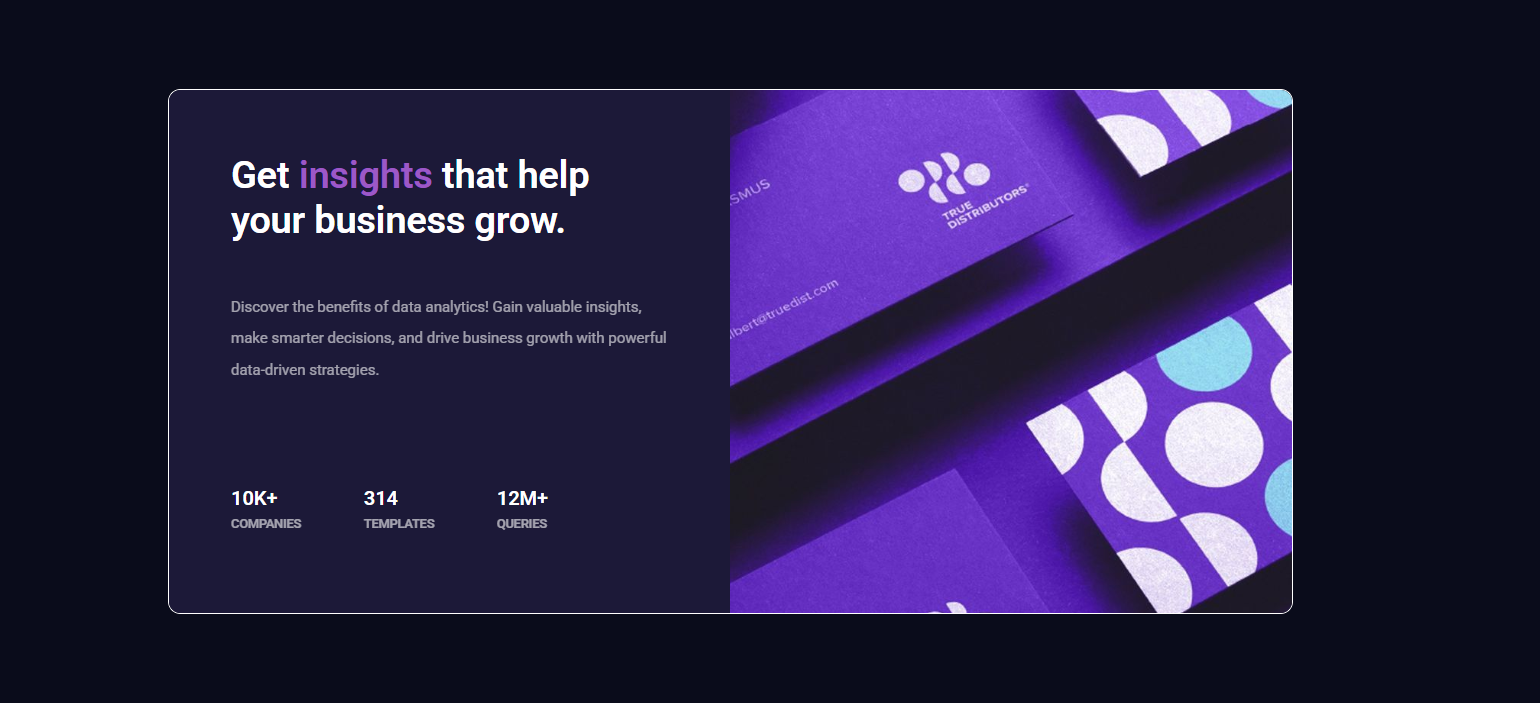 Get insights that help
your business grow.
Discover the benefits of data analytics! Gain valuable insights,
make smarter decisions, and drive business growth with powerful
data-driven strategies.
10K+ 314 12M+
COMPANIES TEMPLATES QUERIES
SMUS
TRUE
DISTRIBUTORS®
lbert@truedist.com